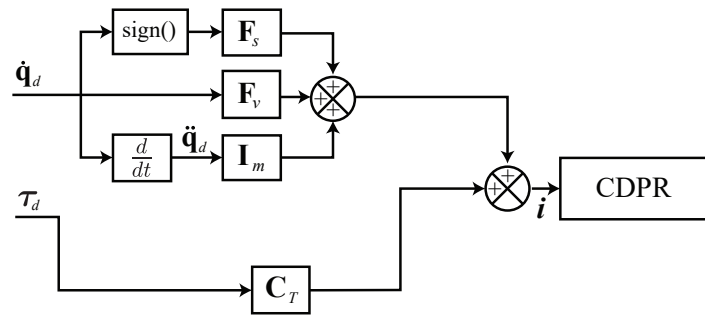 sign()
F_s
q̇_d
F_v
+
+
+
d/dt
q̈_d
I_m
+
+
i
CDPR
τ_d
C_T